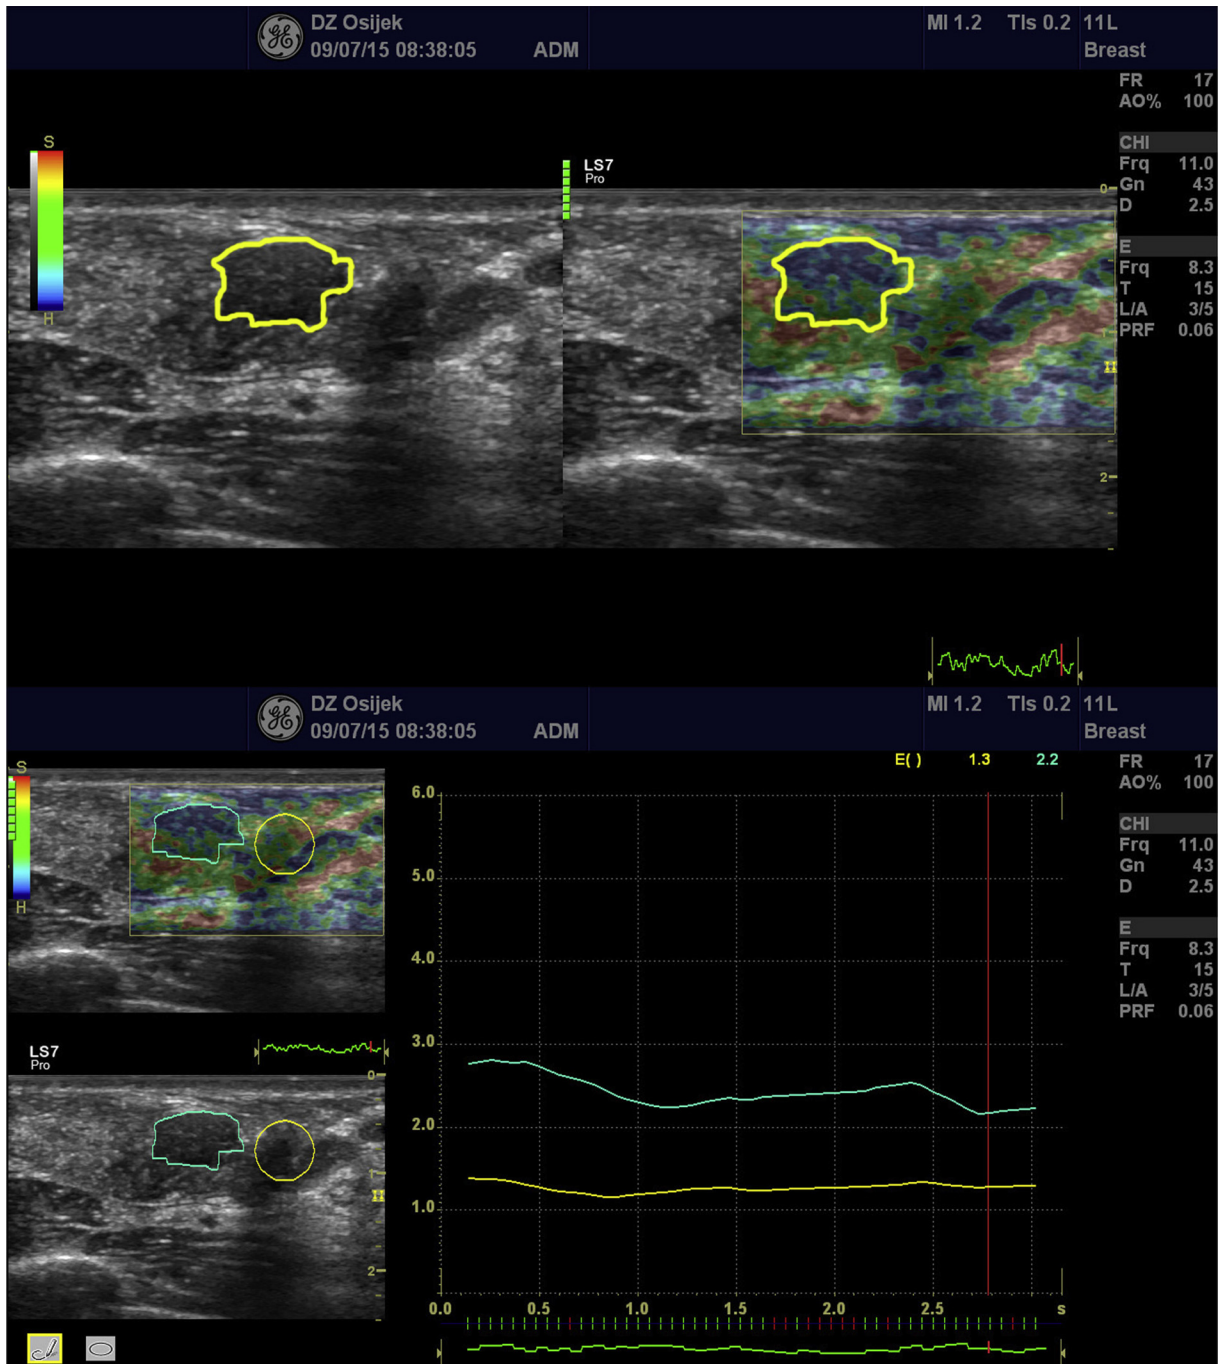 DZ Osijek
09/07/15 08:38:05 ADM
MI 1.2 TIs 0.2 11L
Breast
FR 17
AO% 100
CHI
Frq 11.0
Gn 43
D 2.5
E
Frq 8.3
T 15
L/A 3/5
PRF 0.06
S
H
LS7
Pro
0
2
DZ Osijek
09/07/15 08:38:05 ADM
MI 1.2 TIs 0.2 11L
Breast
FR 17
AO% 100
CHI
Frq 11.0
Gn 43
D 2.5
E
Frq 8.3
T 15
L/A 3/5
PRF 0.06
S
H
LS7
Pro
0
1
2
E( ) 1.3 2.2
6.0
5.0
4.0
3.0
2.0
1.0
0.0 0.5 1.0 1.5 2.0 2.5 s